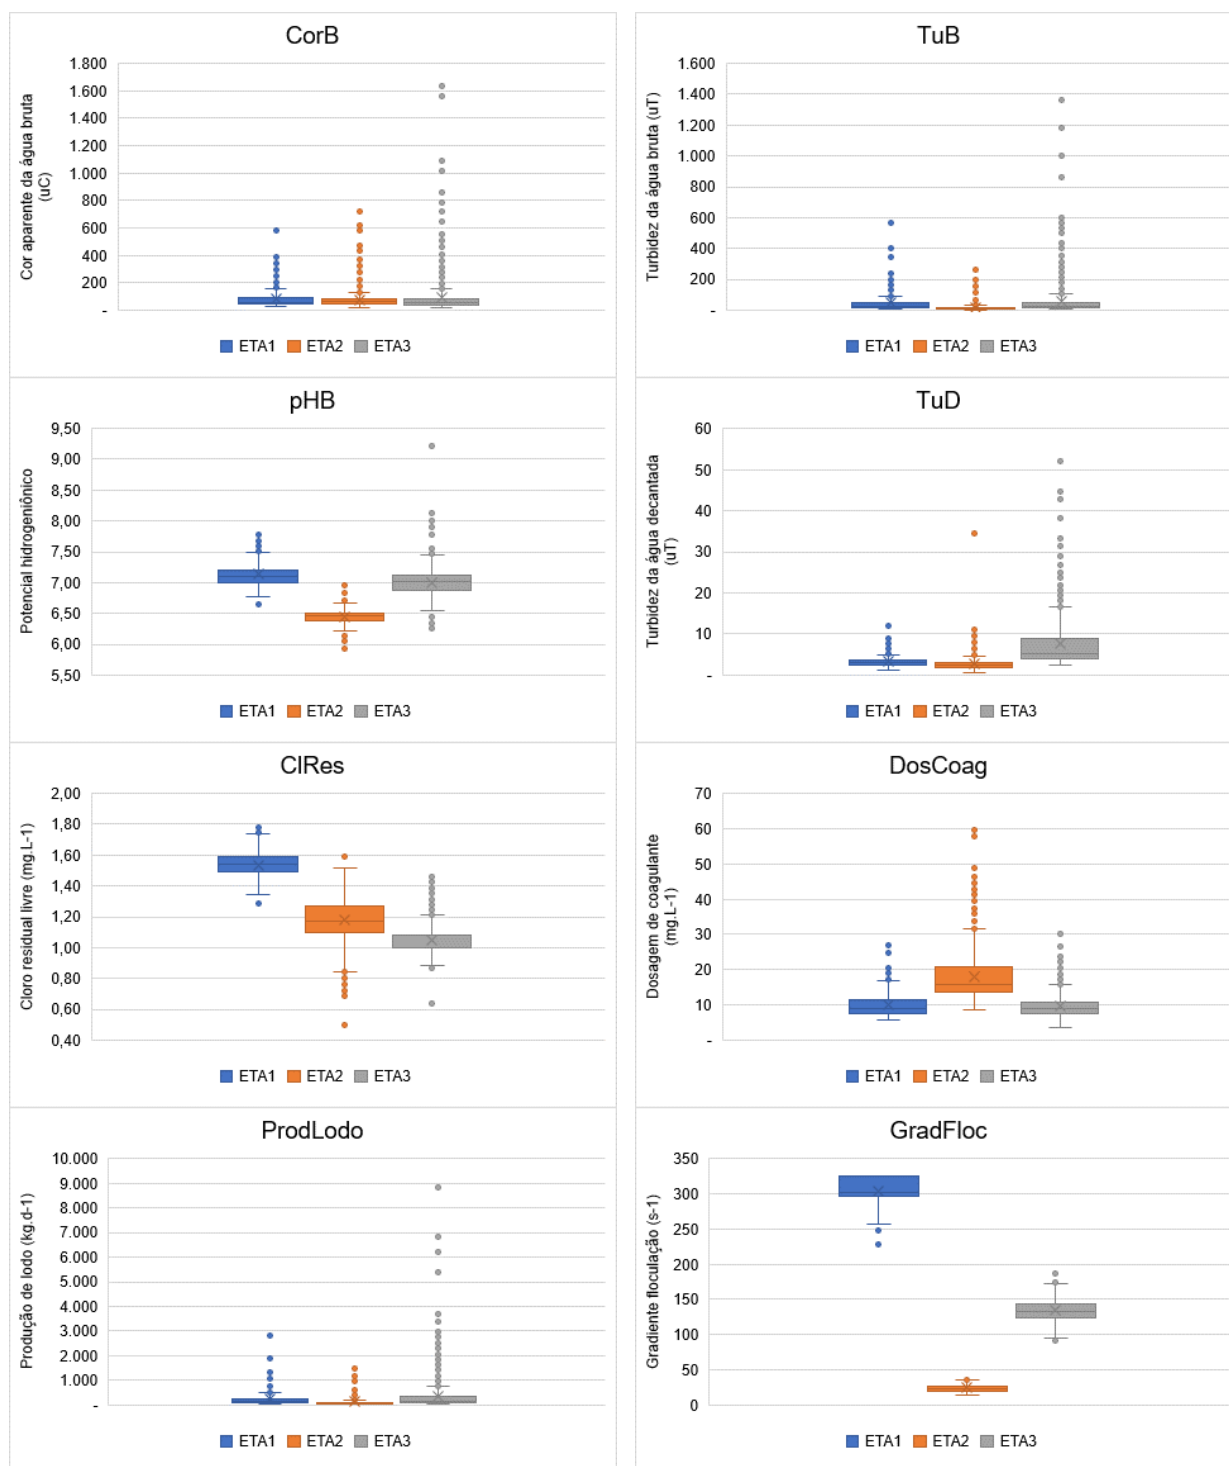 CorB
Cor aparente da água bruta
(uC)
1.800
1.600
1.400
1.200
1.000
800
600
400
200
-
ETA1 ETA2 ETA3
TuB
Turbidez da água bruta (uT)
1.600
1.400
1.200
1.000
800
600
400
200
-
ETA1 ETA2 ETA3
pHB
Potencial hidrogeniônico
9,50
9,00
8,50
8,00
7,50
7,00
6,50
6,00
5,50
ETA1 ETA2 ETA3
TuD
Turbidez da água decantada
(uT)
60
50
40
30
20
10
-
ETA1 ETA2 ETA3
ClRes
Cloro residual livre (mg.L-1)
2,00
1,80
1,60
1,40
1,20
1,00
0,80
0,60
0,40
ETA1 ETA2 ETA3
DosCoag
Dosagem de coagulante
(mg.L-1)
70
60
50
40
30
20
10
-
ETA1 ETA2 ETA3
ProdLodo
Produção de lodo (kg.d-1)
10.000
9.000
8.000
7.000
6.000
5.000
4.000
3.000
2.000
1.000
-
ETA1 ETA2 ETA3
GradFloc
Gradiente floculação (s-1)
350
300
250
200
150
100
50
0
ETA1 ETA2 ETA3